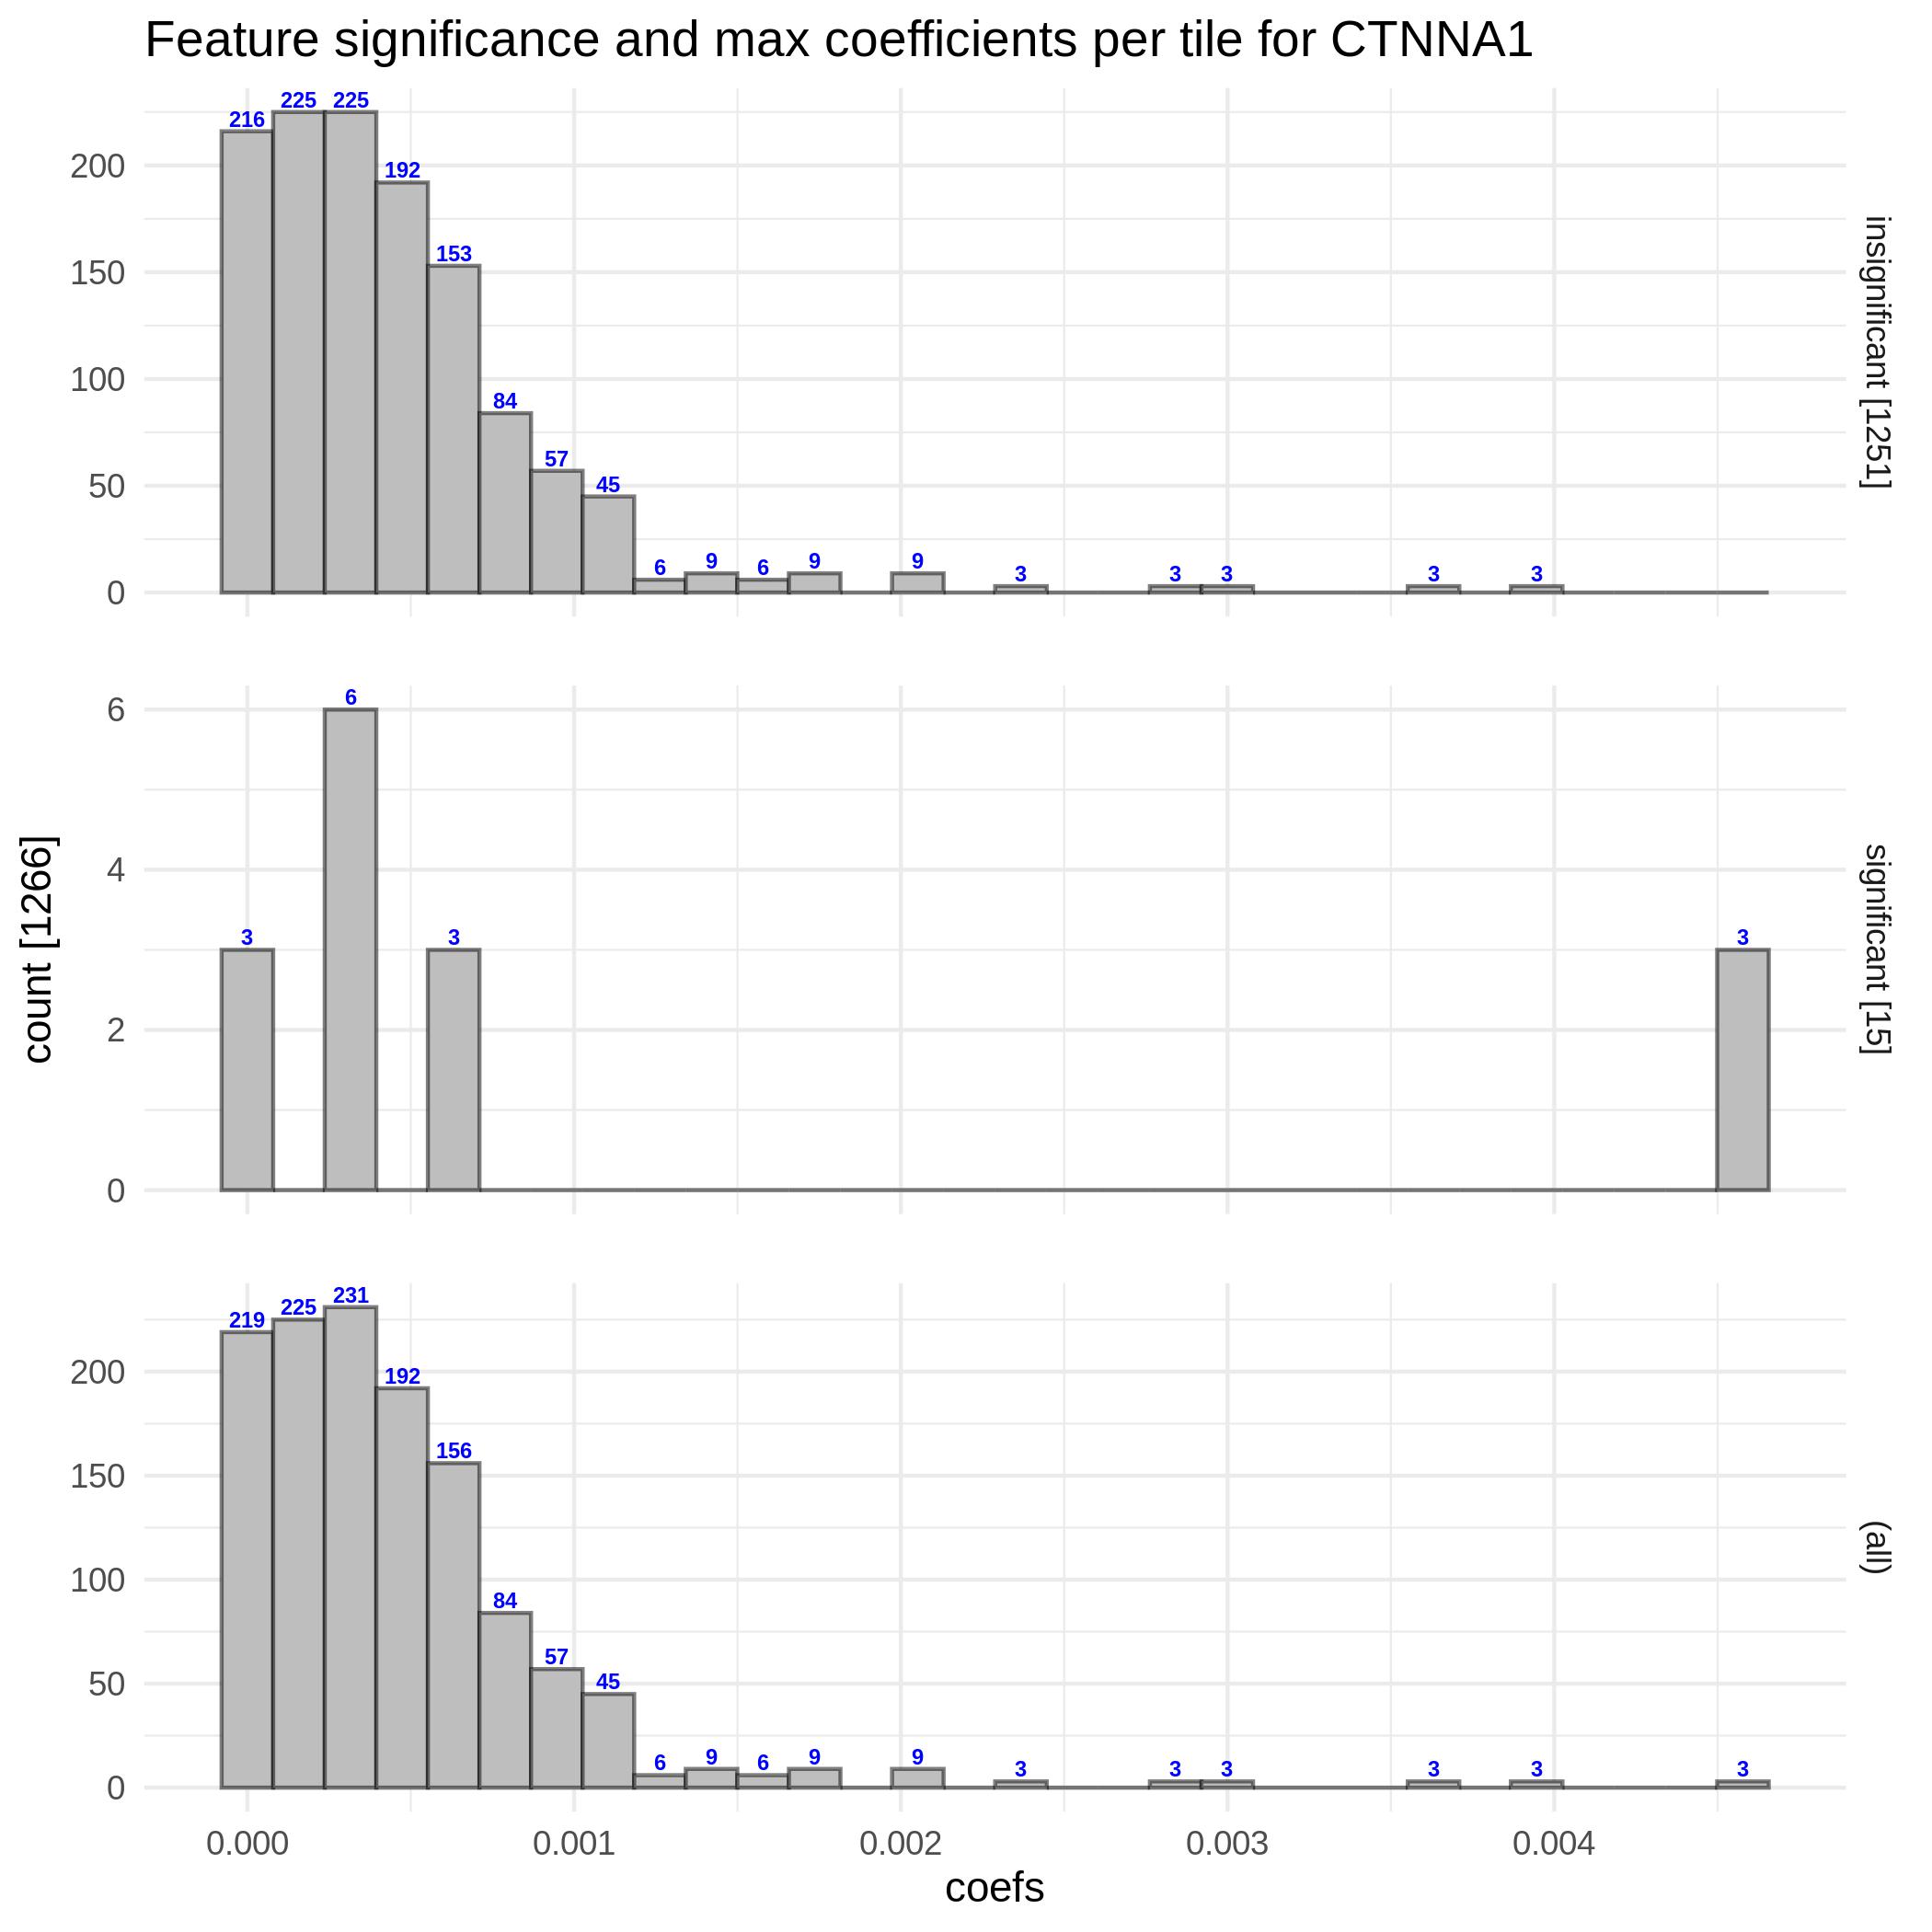 Feature significance and max coefficients per tile for CTNNA1
216 225 225 192 153 84 57 45 6 9 6 9 9 3 3 3 3 3
200
150
100
50
0
insignificant [1251]
count [1266]
3 6 3 3
6
4
2
0
significant [15]
219 225 231 192 156 84 57 45 6 9 6 9 9 3 3 3 3 3 3
200
150
100
50
0
(all)
0.000 0.001 0.002 0.003 0.004
coefs